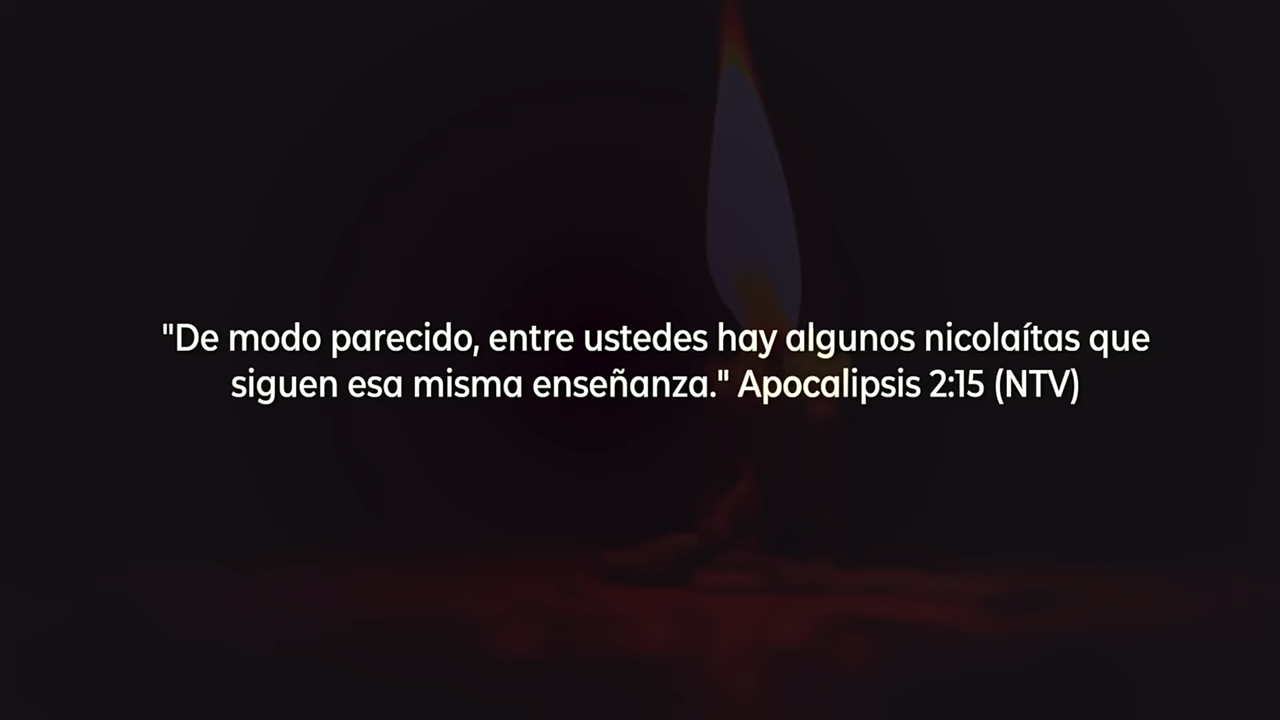 "De modo parecido, entre ustedes hay algunos nicolaítas que
siguen esa misma enseñanza." Apocalipsis 2:15 (NTV)